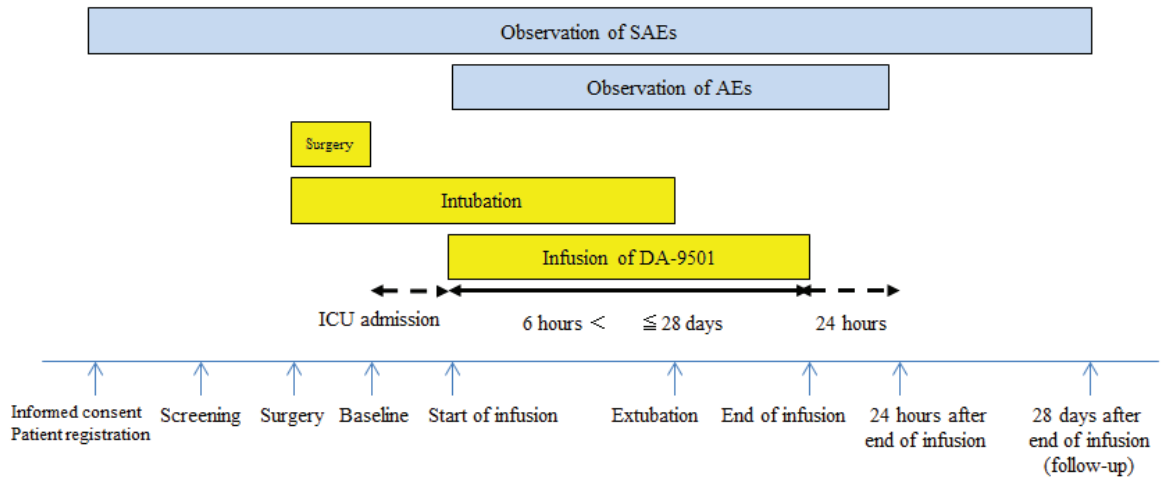 Observation of SAEs
Observation of AEs
Surgery
Intubation
Infusion of DA-9501
ICU admission
6 hours < ≦ 28 days
24 hours
Informed consent
Patient registration
Screening
Surgery
Baseline
Start of infusion
Extubation
End of infusion
24 hours after
end of infusion
28 days after
end of infusion
(follow-up)